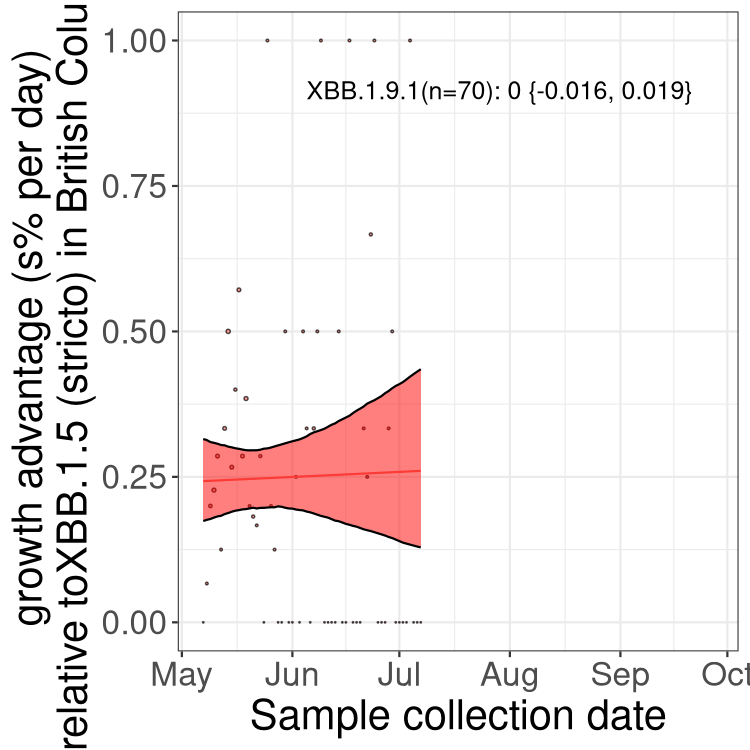 growth advantage (s% per day)
relative toXBB.1.5 (stricto) in British Colu
1.00
0.75
0.50
0.25
0.00
XBB.1.9.1(n=70): 0 {-0.016, 0.019}
May Jun Jul Aug Sep Oct
Sample collection date